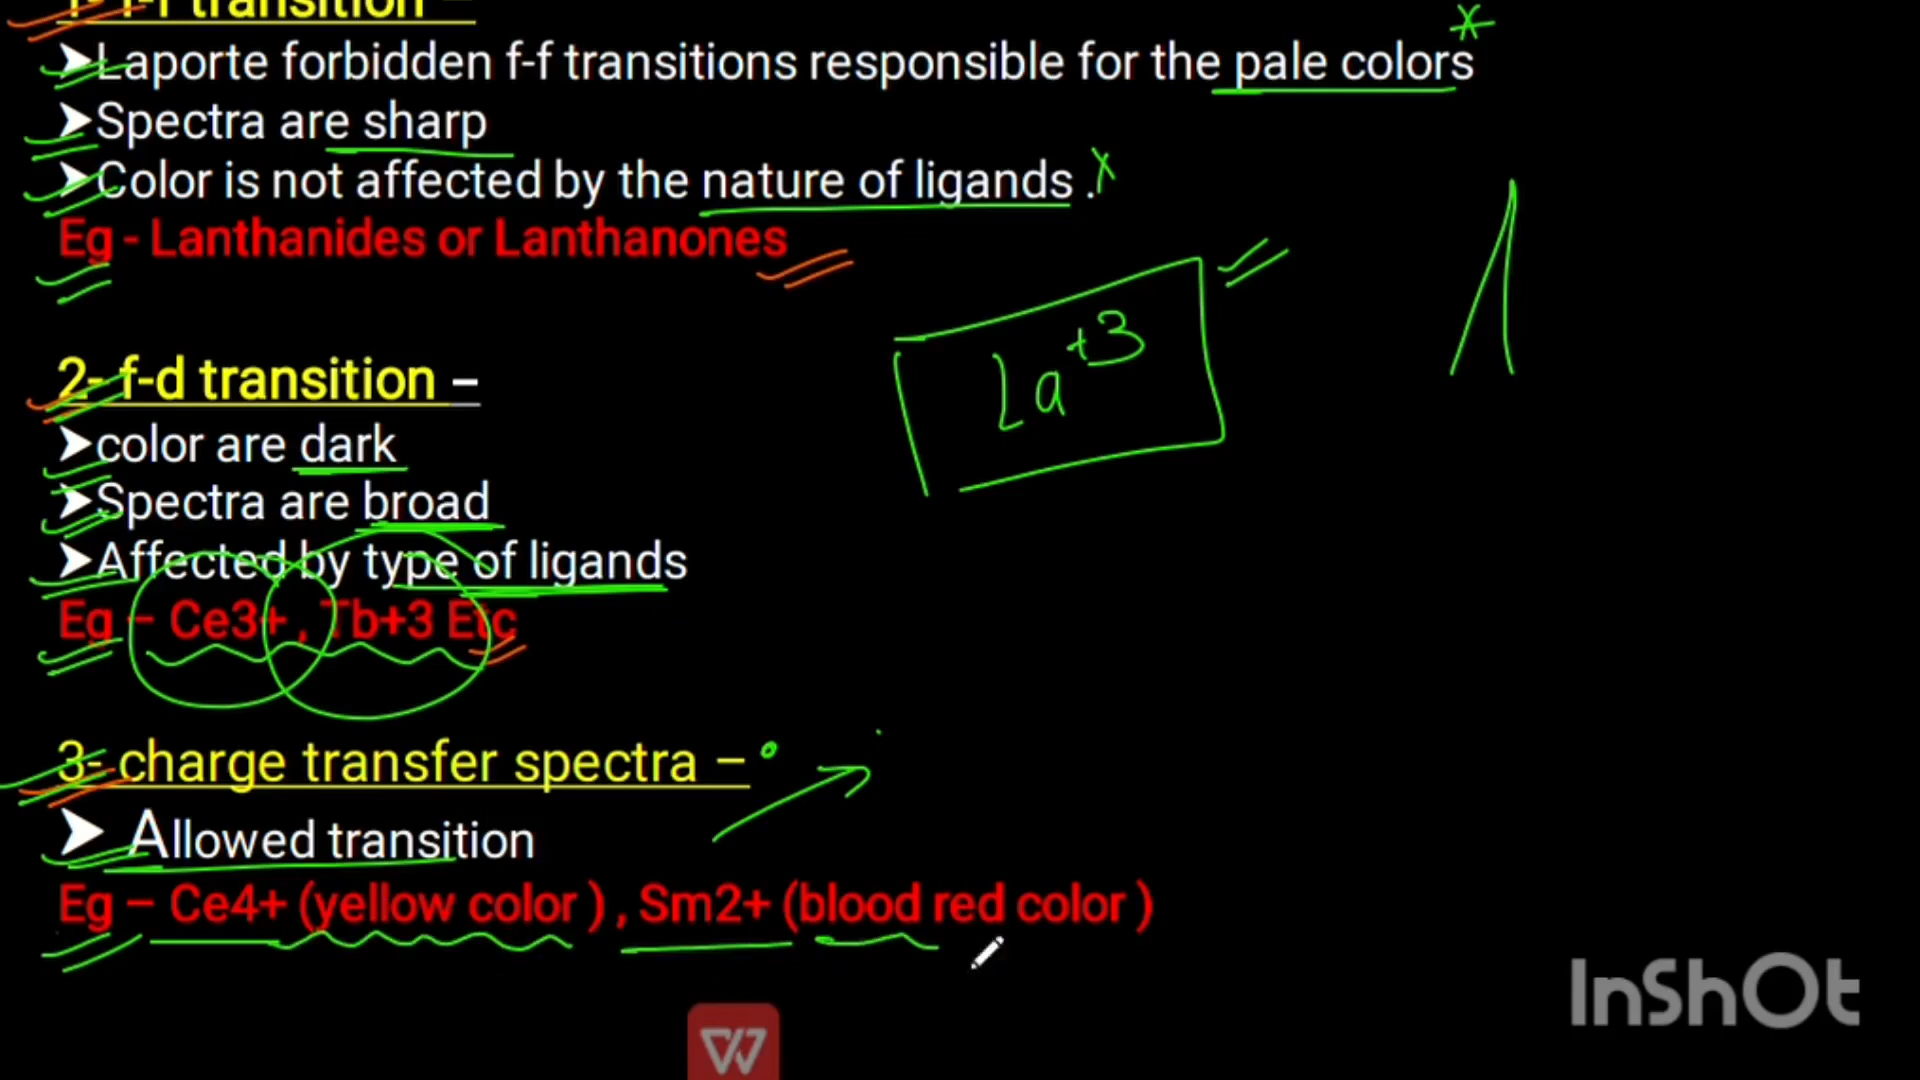 1- f-f transition –
➤Laporte forbidden f-f transitions responsible for the pale colors
➤Spectra are sharp
➤Color is not affected by the nature of ligands .
Eg - Lanthanides or Lanthanones
La+3
2- f-d transition –
➤color are dark
➤Spectra are broad
➤Affected by type of ligands
Eg – Ce3+ , Tb+3 Etc
3- charge transfer spectra –
➤ Allowed transition
Eg – Ce4+ (yellow color ) , Sm2+ (blood red color )
InShOt
W